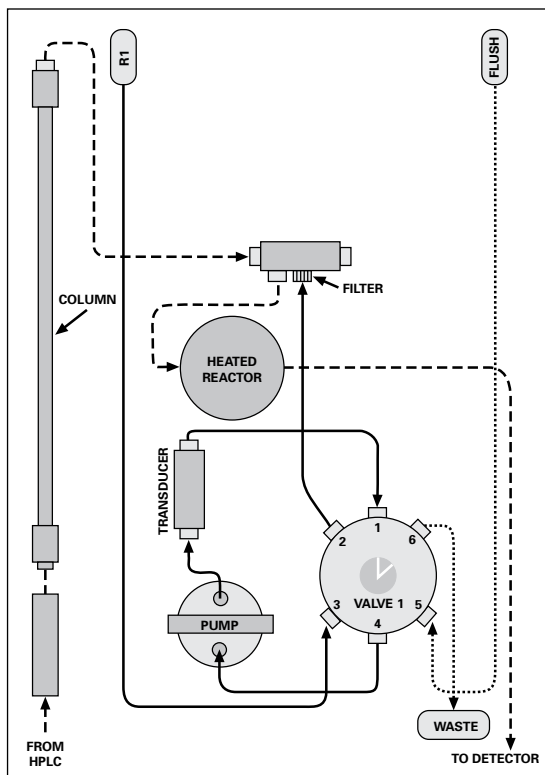 R1
FLUSH
COLUMN
FILTER
HEATED
REACTOR
TRANSDUCER
1
2
6
3
VALVE 1
5
4
PUMP
WASTE
FROM
HPLC
TO DETECTOR